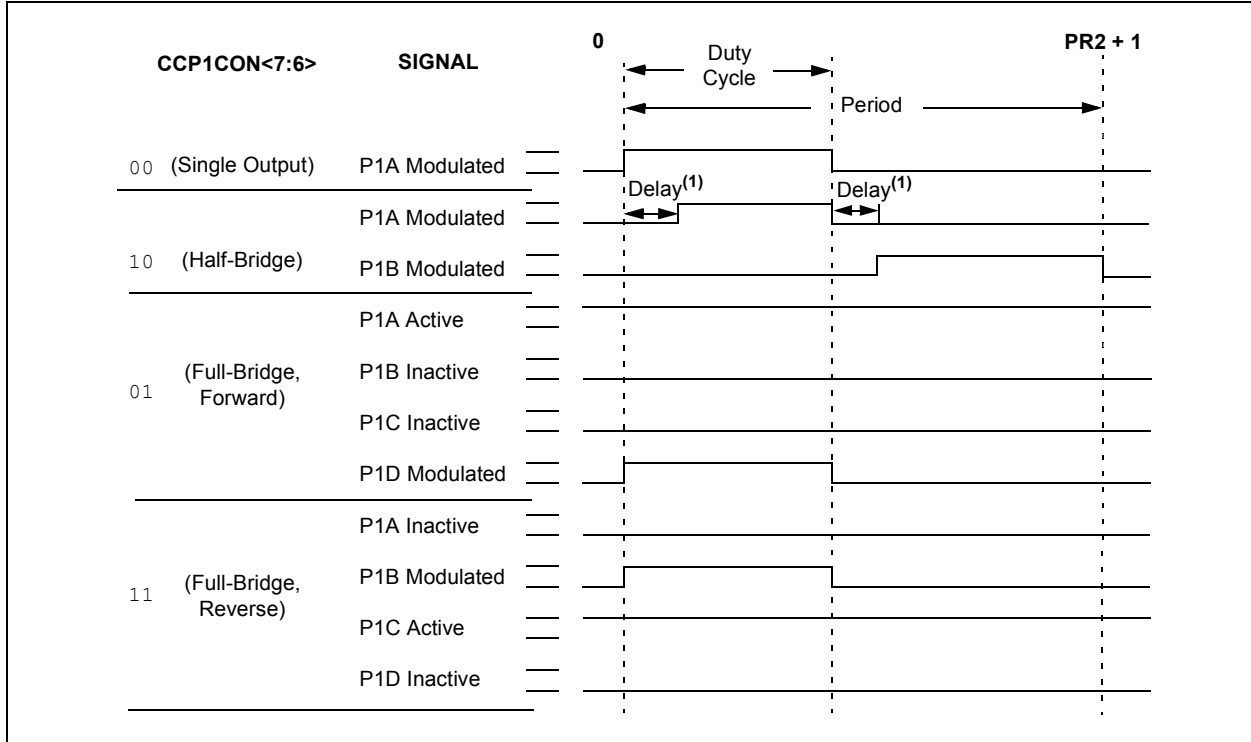 CCP1CON<7:6>
SIGNAL
0
Duty
Cycle
PR2 + 1
Period
00 (Single Output) P1A Modulated
Delay(1)
Delay(1)
P1A Modulated
10 (Half-Bridge)
P1B Modulated
P1A Active
01 (Full-Bridge,
Forward)
P1B Inactive
P1C Inactive
P1D Modulated
P1A Inactive
11 (Full-Bridge,
Reverse)
P1B Modulated
P1C Active
P1D Inactive